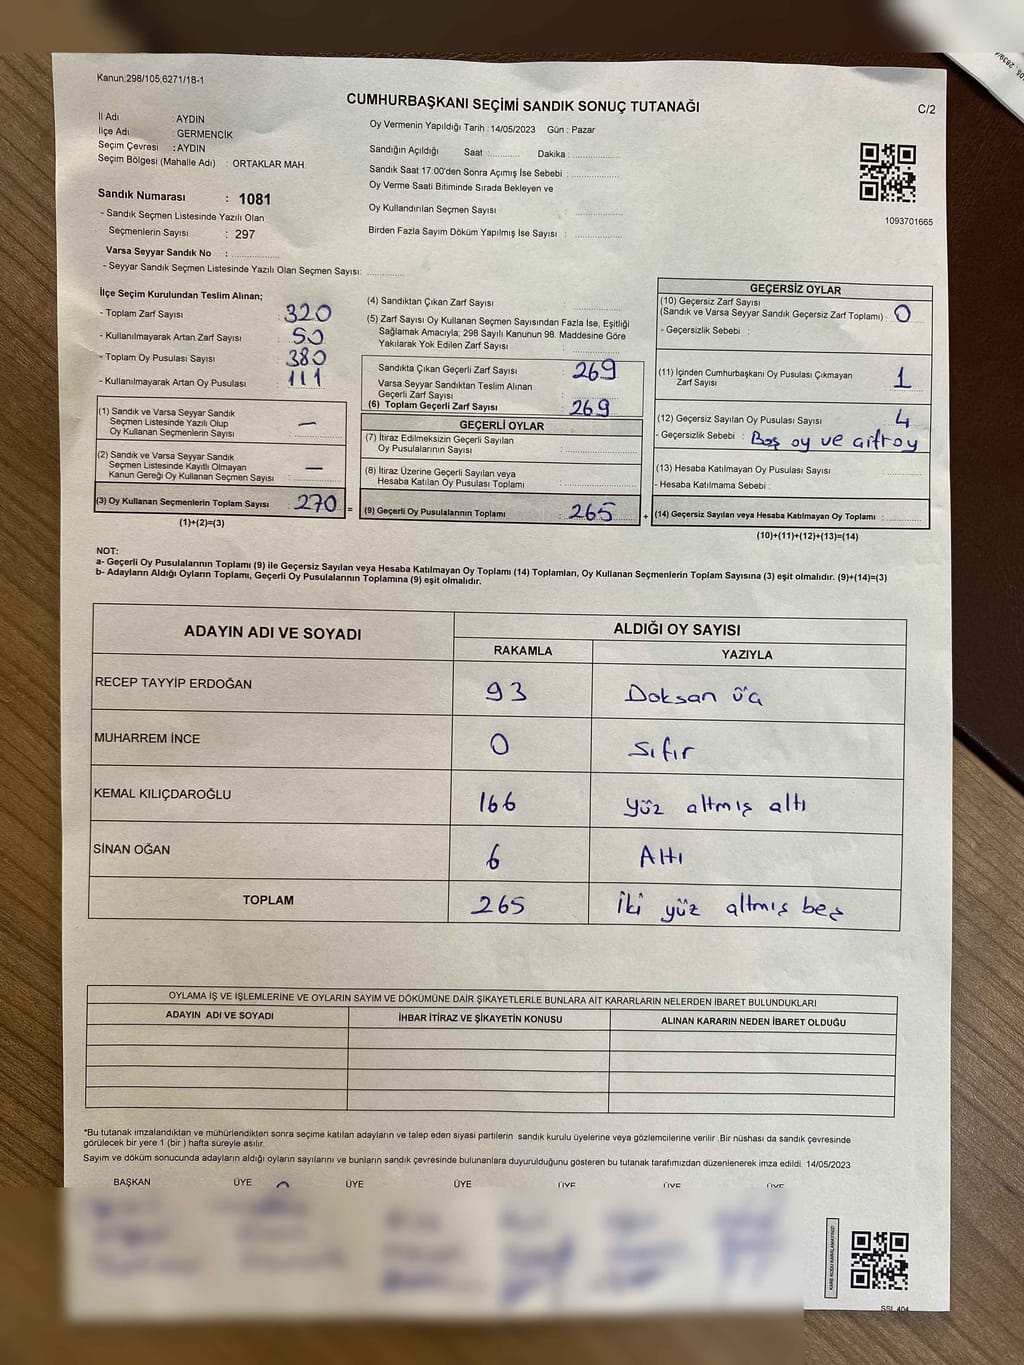 Kanun,298/105,6271/18-1
CUMHURBAŞKANI SEÇİMİ SANDIK SONUÇ TUTANAĞI
C/2
İl Adı : AYDIN
İlçe Adı : GERMENCİK
Seçim Çevresi : AYDIN
Seçim Bölgesi (Mahalle Adı) : ORTAKLAR MAH.
Oy Vermenin Yapıldığı Tarih : 14/05/2023 Gün : Pazar
Sandığın Açıldığı Saat :.......... Dakika :................
Sandık Saat 17:00'den Sonra Açımış İse Sebebi :................
Oy Verme Saati Bitiminde Sırada Bekleyen ve
Oy Kullandırılan Seçmen Sayısı : ................
Birden Fazla Sayım Döküm Yapılmış İse Sayısı : ................
1093701665
Sandık Numarası : 1081
- Sandık Seçmen Listesinde Yazılı Olan
Seçmenlerin Sayısı : 297
Varsa Seyyar Sandık No : ................
- Seyyar Sandık Seçmen Listesinde Yazılı Olan Seçmen Sayısı: ............
İlçe Seçim Kurulundan Teslim Alınan;
- Toplam Zarf Sayısı : 320
- Kullanılmayarak Artan Zarf Sayısı : 50
- Toplam Oy Pusulası Sayısı : 380
- Kullanılmayarak Artan Oy Pusulası : 111
(1) Sandık ve Varsa Seyyar Sandık
Seçmen Listesinde Yazılı Olup
Oy Kullanan Seçmenlerin Sayısı : —
(2) Sandık ve Varsa Seyyar Sandık
Seçmen Listesinde Kayıtlı Olmayan
Kanun Gereği Oy Kullanan Seçmen Sayısı : —
(3) Oy Kullanan Seçmenlerin Toplam Sayısı : 270 =
(1)+(2)=(3)
(4) Sandıktan Çıkan Zarf Sayısı : ................
(5) Zarf Sayısı Oy Kullanan Seçmen Sayısından Fazla İse, Eşitliği
Sağlamak Amacıyla; 298 Sayılı Kanunun 98. Maddesine Göre
Yakılarak Yok Edilen Zarf Sayısı : ................
Sandıkta Çıkan Geçerli Zarf Sayısı : 269
Varsa Seyyar Sandıktan Teslim Alınan
Geçerli Zarf Sayısı :
(6) Toplam Geçerli Zarf Sayısı : 269
GEÇERLİ OYLAR
(7) İtiraz Edilmeksizin Geçerli Sayılan
Oy Pusulalarının Sayısı : ................
(8) İtiraz Üzerine Geçerli Sayılan veya
Hesaba Katılan Oy Pusulası Toplamı : ................
(9) Geçerli Oy Pusulalarının Toplamı : 265 +
GEÇERSİZ OYLAR
(10) Geçersiz Zarf Sayısı
(Sandık ve Varsa Seyyar Sandık Geçersiz Zarf Toplamı) : 0
- Geçersizlik Sebebi :
(11) İçinden Cumhurbaşkanı Oy Pusulası Çıkmayan
Zarf Sayısı : 1
(12) Geçersiz Sayılan Oy Pusulası Sayısı : 4
- Geçersizlik Sebebi : Boş oy ve çift oy
(13) Hesaba Katılmayan Oy Pusulası Sayısı :
- Hesaba Katılmama Sebebi :
(14) Geçersiz Sayılan veya Hesaba Katılmayan Oy Toplamı : ............
(10)+(11)+(12)+(13)=(14)
NOT:
a- Geçerli Oy Pusulalarının Toplamı (9) ile Geçersiz Sayılan veya Hesaba Katılmayan Oy Toplamı (14) Toplamları, Oy Kullanan Seçmenlerin Toplam Sayısına (3) eşit olmalıdır. (9)+(14)=(3)
b- Adayların Aldığı Oyların Toplamı, Geçerli Oy Pusulalarının Toplamına (9) eşit olmalıdır.
ADAYIN ADI VE SOYADI
ALDIĞI OY SAYISI
RAKAMLA YAZIYLA
RECEP TAYYİP ERDOĞAN 93 Doksan üç
MUHARREM İNCE 0 Sıfır
KEMAL KILIÇDAROĞLU 166 yüz altmış altı
SİNAN OĞAN 6 Altı
TOPLAM 265 İki yüz altmış beş
OYLAMA İŞ VE İŞLEMLERİNE VE OYLARIN SAYIM VE DÖKÜMÜNE DAİR ŞİKAYETLERLE BUNLARA AİT KARARLARIN NELERDEN İBARET BULUNDUKLARI
ADAYIN ADI VE SOYADI İHBAR İTİRAZ VE ŞİKAYETİN KONUSU ALINAN KARARIN NEDEN İBARET OLDUĞU
*Bu tutanak imzalandıktan ve mühürlendikten sonra seçime katılan adayların ve talep eden siyasi partilerin sandık kurulu üyelerine veya gözlemcilerine verilir .Bir nüshası da sandık çevresinde
görülecek bir yere 1 (bir ) hafta süreyle asılır.
Sayım ve döküm sonucunda adayların aldığı oyların sayılarını ve bunların sandık çevresinde bulunanlara duyurulduğunu gösteren bu tutanak tarafımızdan düzenlenerek imza edildi. 14/05/2023
BAŞKAN ÜYE ÜYE ÜYE ÜYE ÜYE ÜYE
KARE KODU KARALAMAYINIZ!
SSL 404